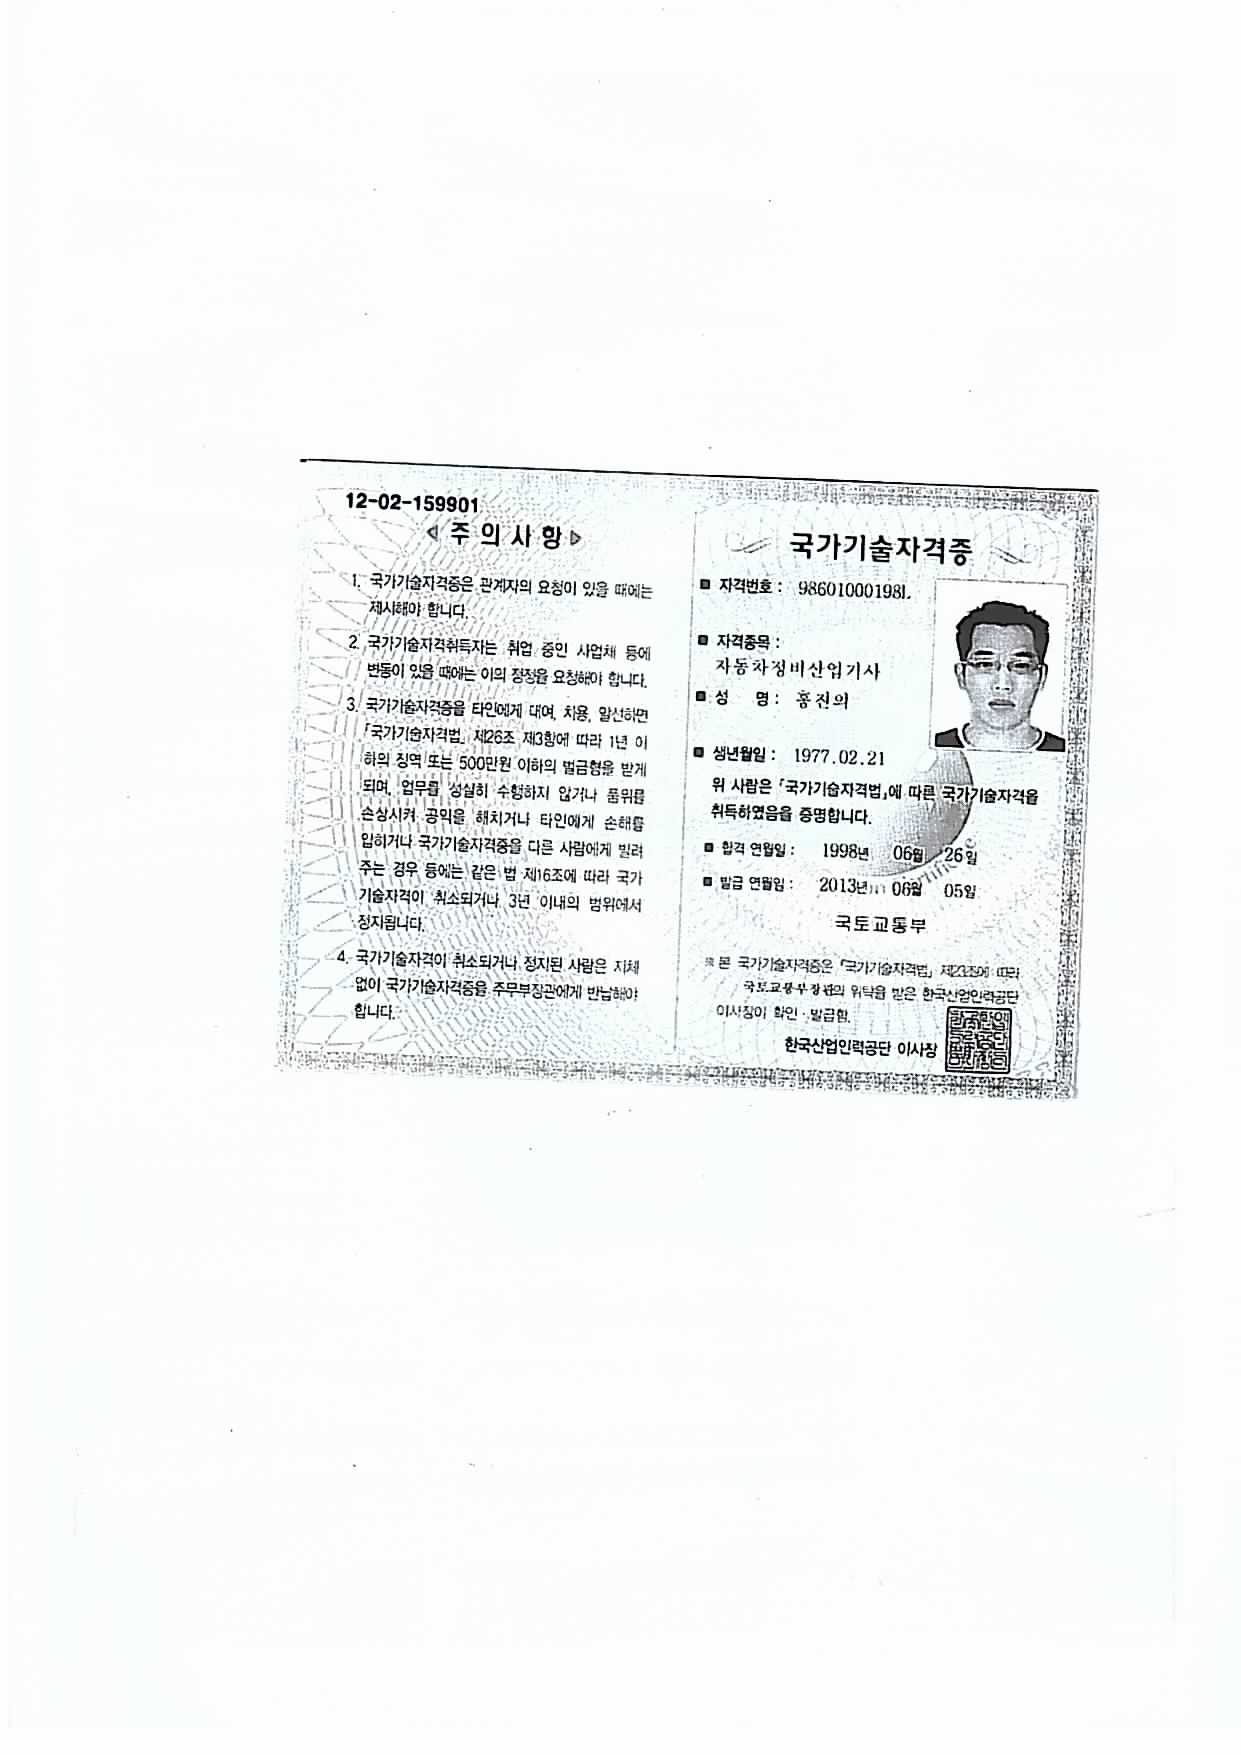 12-02-159901
◁ 주 의 사 항 ▷
1. 국가기술자격증은 관계자의 요청이 있을 때에는
제시해야 합니다.
2. 국가기술자격취득자는 취업 중인 사업체 등에
변동이 있을 때에는 이의 정정을 요청해야 합니다.
3. 국가기술자격증을 타인에게 대여, 차용, 알선하면
「국가기술자격법」 제26조 제3항에 따라 1년 이
하의 징역 또는 500만원 이하의 벌금형을 받게
되며, 업무를 성실히 수행하지 않거나 품위를
손상시켜 공익을 해치거나 타인에게 손해를
입히거나 국가기술자격증을 다른 사람에게 빌려
주는 경우 등에는 같은 법 제16조에 따라 국가
기술자격이 취소되거나 3년 이내의 범위에서
정지됩니다.
4. 국가기술자격이 취소되거나 정지된 사람은 지체
없이 국가기술자격증을 주무부장관에게 반납해야
합니다.
국가기술자격증
■ 자격번호 : 98601000198L
■ 자격종목 :
자동차정비산업기사
■ 성 명 : 홍진의
■ 생년월일 : 1977.02.21
위 사람은 「국가기술자격법」에 따른 국가기술자격을
취득하였음을 증명합니다.
■ 합격 연월일 : 1998년 06월 26일
■ 발급 연월일 : 2013년 06월 05일
국토교통부
※ 본 국가기술자격증은 「국가기술자격법」 제23조에 따라
국토교통부장관의 위탁을 받은 한국산업인력공단
이사장이 확인·발급함.
한국산업인력공단 이사장